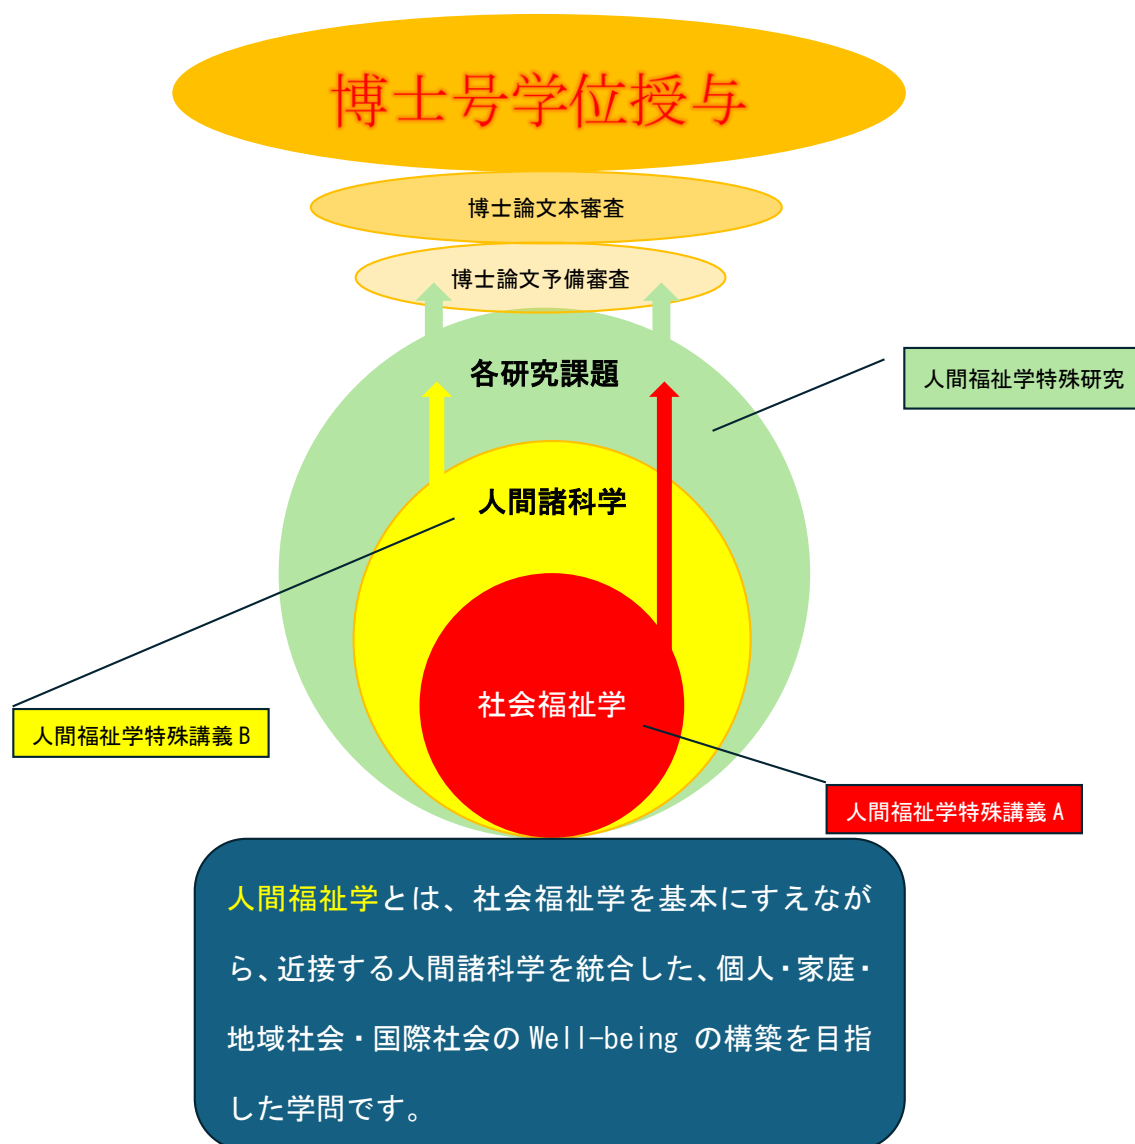 博士号学位授与
博士論文本審査
博士論文予備審査
各研究課題
人間福祉学特殊研究
人間諸科学
社会福祉学
人間福祉学特殊講義 B
人間福祉学特殊講義 A
人間福祉学とは、社会福祉学を基本にすえなが
ら、近接する人間諸科学を統合した、個人・家庭・
地域社会・国際社会の Well-being の構築を目指
した学問です。